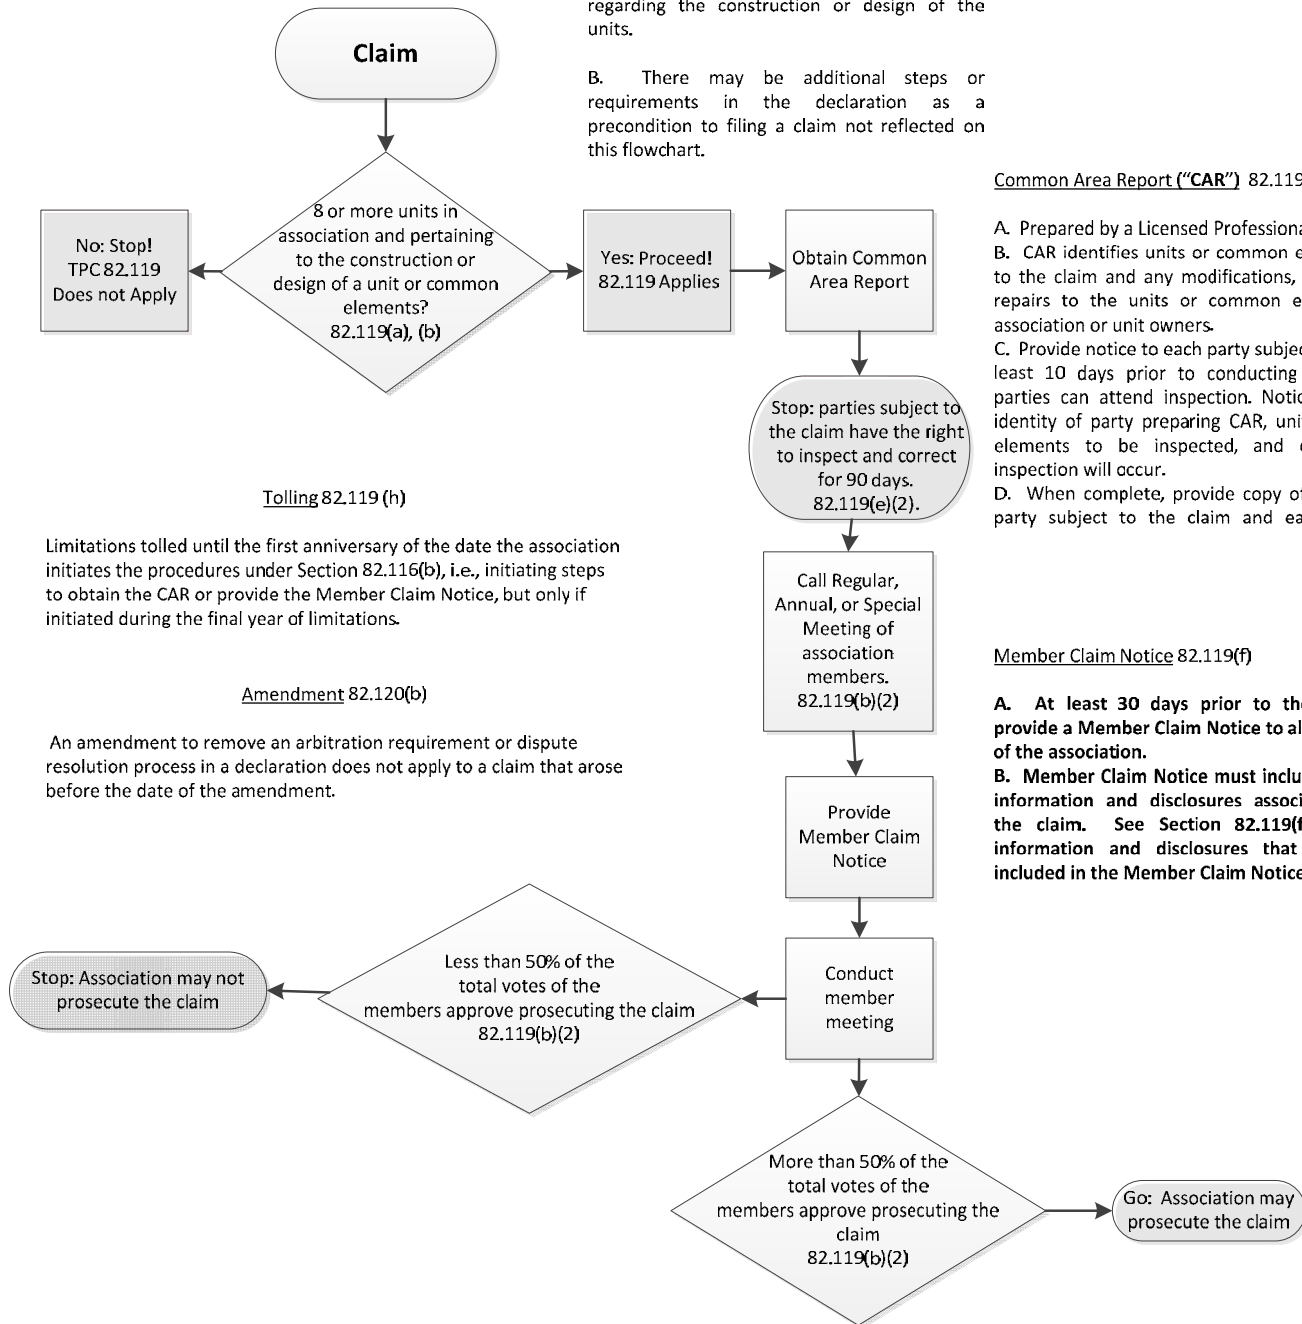 regarding the construction or design of the
units.
B. There may be additional steps or
requirements in the declaration as a
precondition to filing a claim not reflected on
this flowchart.
Claim
8 or more units in
association and pertaining
to the construction or
design of a unit or common
elements?
82.119(a), (b)
No: Stop!
TPC 82.119
Does not Apply
Yes: Proceed!
82.119 Applies
Obtain Common
Area Report
Common Area Report (“CAR”) 82.119
A. Prepared by a Licensed Professiona
B. CAR identifies units or common e
to the claim and any modifications,
repairs to the units or common e
association or unit owners.
C. Provide notice to each party subje
least 10 days prior to conducting
parties can attend inspection. Notic
identity of party preparing CAR, uni
elements to be inspected, and
inspection will occur.
D. When complete, provide copy of
party subject to the claim and ea
Stop: parties subject to
the claim have the right
to inspect and correct
for 90 days.
82.119(e)(2).
Tolling 82.119 (h)
Limitations tolled until the first anniversary of the date the association
initiates the procedures under Section 82.116(b), i.e., initiating steps
to obtain the CAR or provide the Member Claim Notice, but only if
initiated during the final year of limitations.
Call Regular,
Annual, or Special
Meeting of
association
members.
82.119(b)(2)
Member Claim Notice 82.119(f)
A. At least 30 days prior to the
provide a Member Claim Notice to al
of the association.
B. Member Claim Notice must inclu
information and disclosures associ
the claim. See Section 82.119(f
information and disclosures that
included in the Member Claim Notice
Amendment 82.120(b)
An amendment to remove an arbitration requirement or dispute
resolution process in a declaration does not apply to a claim that arose
before the date of the amendment.
Provide
Member Claim
Notice
Conduct
member
meeting
Less than 50% of the
total votes of the
members approve prosecuting the claim
82.119(b)(2)
Stop: Association may not
prosecute the claim
More than 50% of the
total votes of the
members approve prosecuting the
claim
82.119(b)(2)
Go: Association may
prosecute the claim